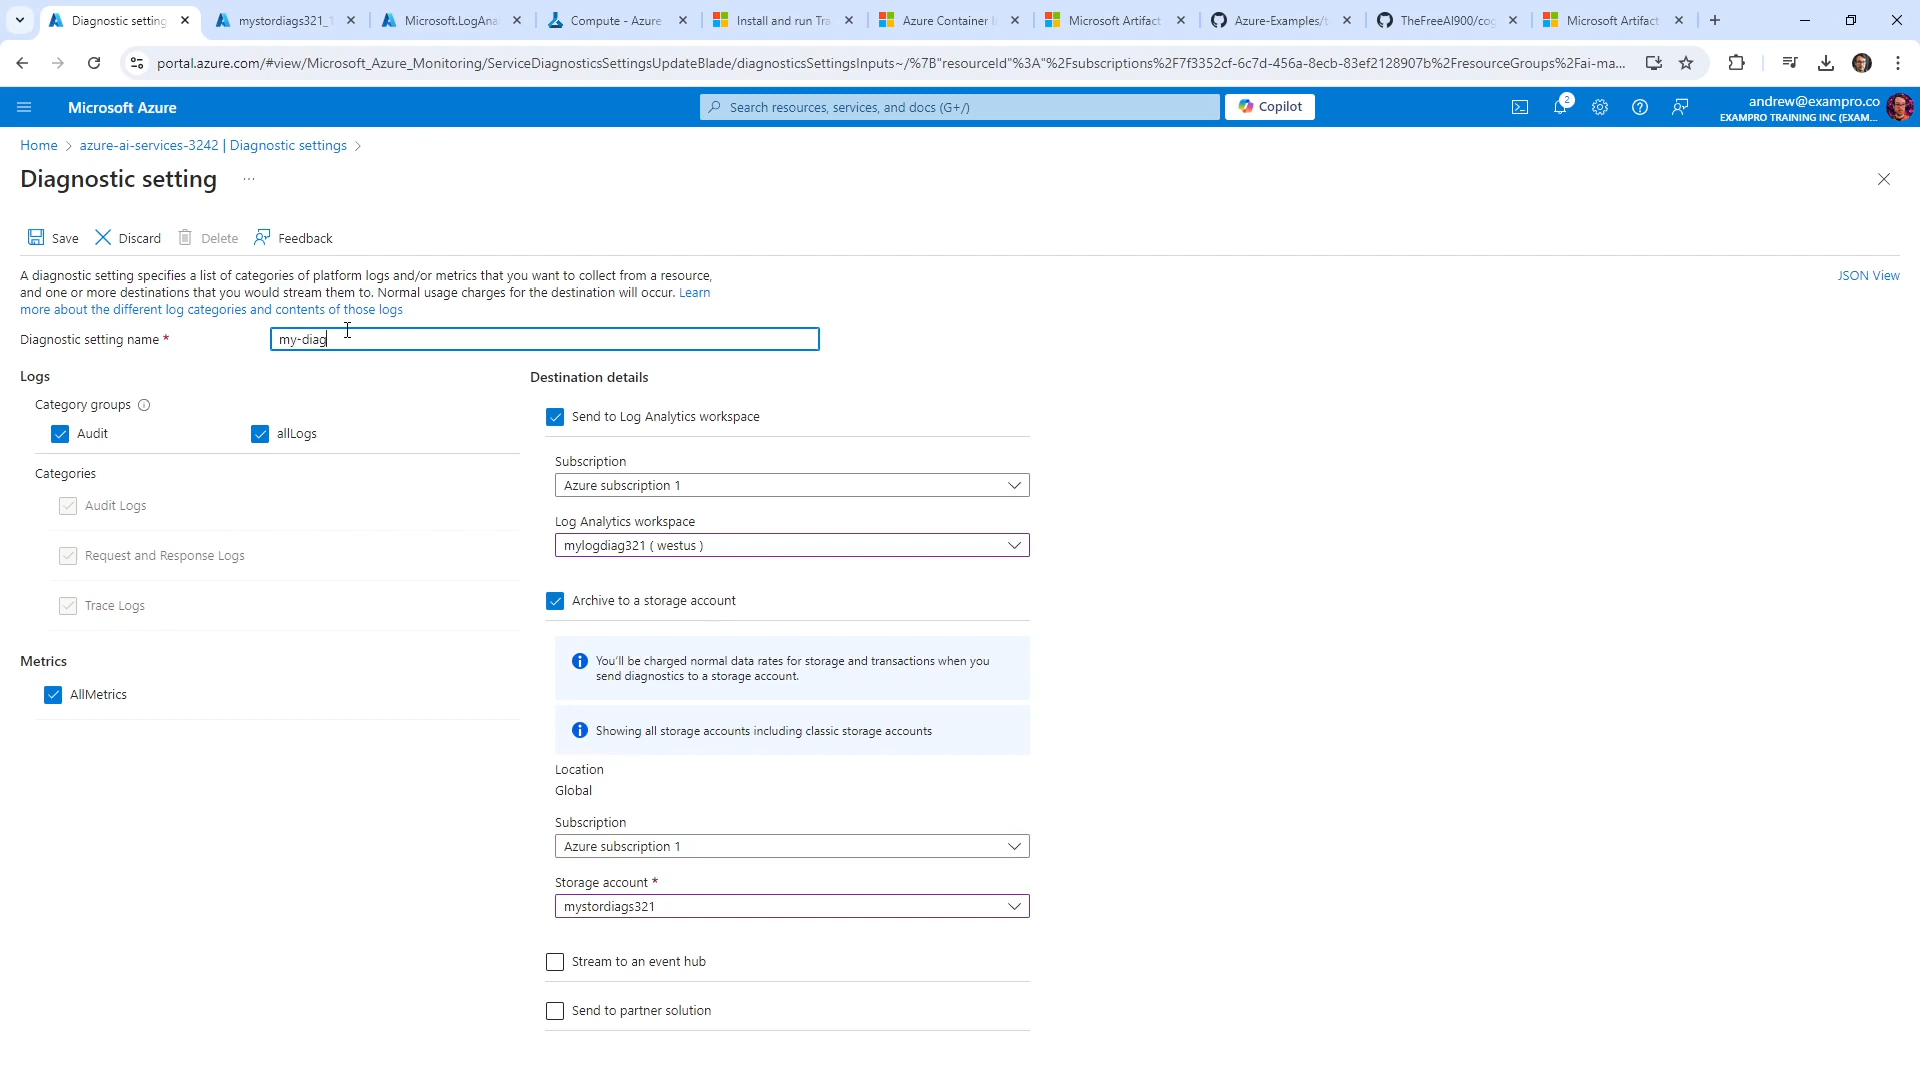 Diagnostic setting
mystordiags321_1
Microsoft.LogAnal
Compute - Azure
Install and run Tra
Azure Container I
Microsoft Artifact
Azure-Examples/t
TheFreeAI900/cog
Microsoft Artifact
portal.azure.com/#view/Microsoft_Azure_Monitoring/ServiceDiagnosticsSettingsUpdateBlade/diagnosticsSettingsInputs~/%7B"resourceId"%3A"%2Fsubscriptions%2F7f3352cf-6c7d-456a-8ecb-83ef2128907b%2FresourceGroups%2Fai-ma...
Microsoft Azure
Search resources, services, and docs (G+/)
Copilot
2
andrew@exampro.co
EXAMPRO TRAINING INC (EXAM...
Home > azure-ai-services-3242 | Diagnostic settings >
Diagnostic setting ...
Save
Discard
Delete
Feedback
A diagnostic setting specifies a list of categories of platform logs and/or metrics that you want to collect from a resource,
and one or more destinations that you would stream them to. Normal usage charges for the destination will occur. Learn
more about the different log categories and contents of those logs
JSON View
Diagnostic setting name *
my-diag
Logs
Category groups
Audit
allLogs
Categories
Audit Logs
Request and Response Logs
Trace Logs
Metrics
AllMetrics
Destination details
Send to Log Analytics workspace
Subscription
Azure subscription 1
Log Analytics workspace
mylogdiag321 ( westus )
Archive to a storage account
You'll be charged normal data rates for storage and transactions when you
send diagnostics to a storage account.
Showing all storage accounts including classic storage accounts
Location
Global
Subscription
Azure subscription 1
Storage account *
mystordiags321
Stream to an event hub
Send to partner solution